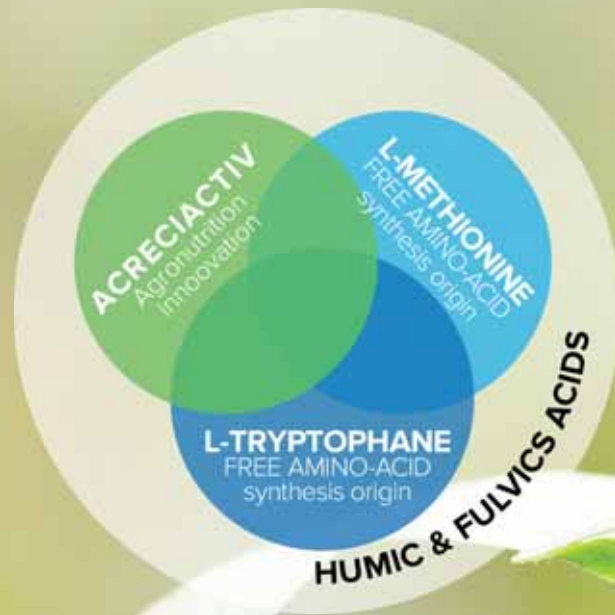 ACRECIACTIV
Agronutrition
innoovation
L-METHIONINE
FREE AMINO-ACID
synthesis origin
L-TRYPTOPHANE
FREE AMINO-ACID
synthesis origin
HUMIC & FULVICS ACIDS